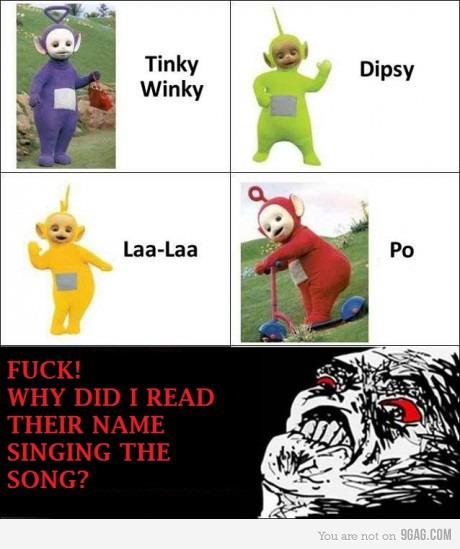 Tinky
Winky
Dipsy
Laa-Laa
Po
FUCK!
WHY DID I READ
THEIR NAME
SINGING THE
SONG?
You are not on 9GAG.COM